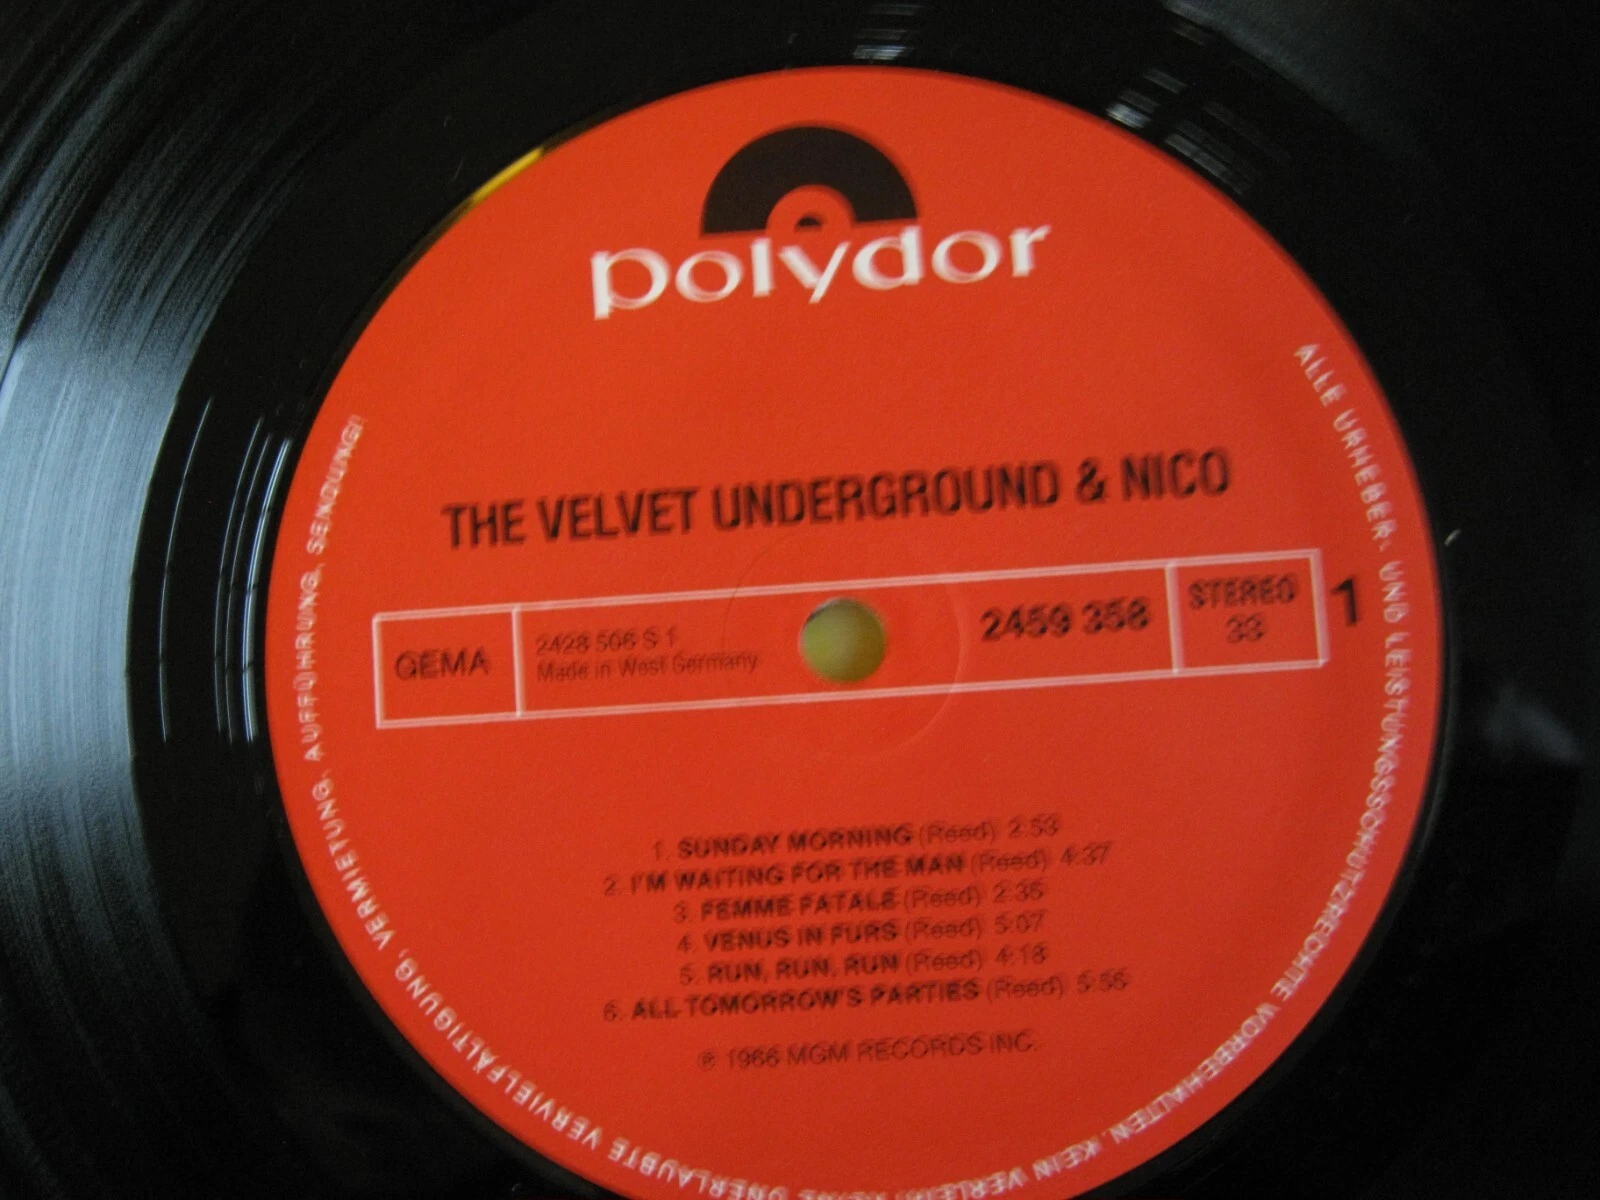 polydor
THE VELVET UNDERGROUND & NICO
GEMA
2428 506 S 1
Made in West Germany
2459 358
STEREO
33
1
1. SUNDAY MORNING (Reed) 2:53
2. I'M WAITING FOR THE MAN (Reed) 4:37
3. FEMME FATALE (Reed) 2:35
4. VENUS IN FURS (Reed) 5:07
5. RUN, RUN, RUN (Reed) 4:18
6. ALL TOMORROW'S PARTIES (Reed) 5:55
℗ 1966 MGM RECORDS INC.
ALLE URHEBER- UND LEISTUNGSSCHUTZRECHTE VORBEHALTEN. KEIN VERLEIH, KEINE UNERLAUBTE VERVIELFÄLTIGUNG, VERMIETUNG, AUFFÜHRUNG, SENDUNG!